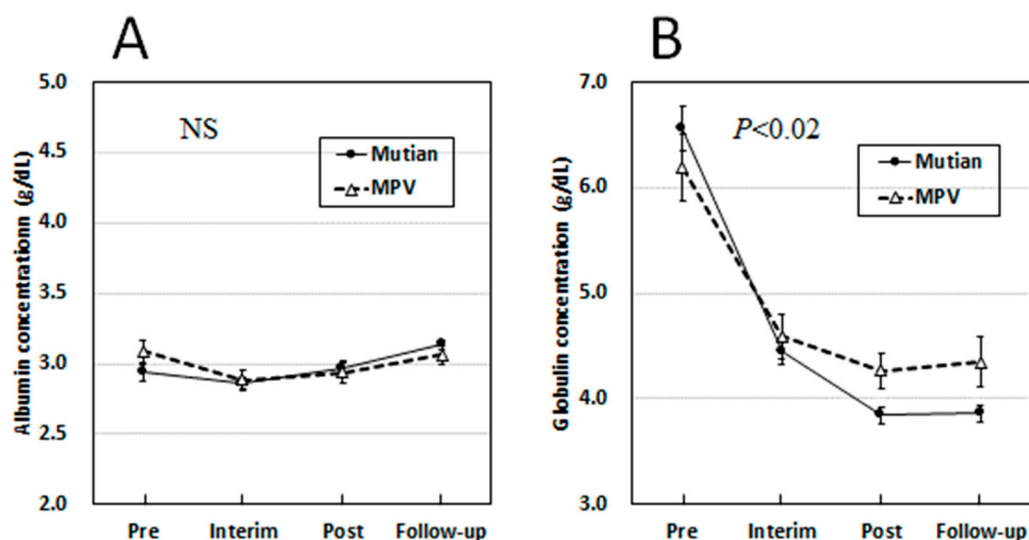 A
Albumin concentrationn (g/dL)
5.0
4.5
4.0
3.5
3.0
2.5
2.0
NS
Mutian
MPV
Pre Interim Post Follow-up
B
Globulin concentration (g/dL)
7.0
6.0
5.0
4.0
3.0
P<0.02
Mutian
MPV
Pre Interim Post Follow-up